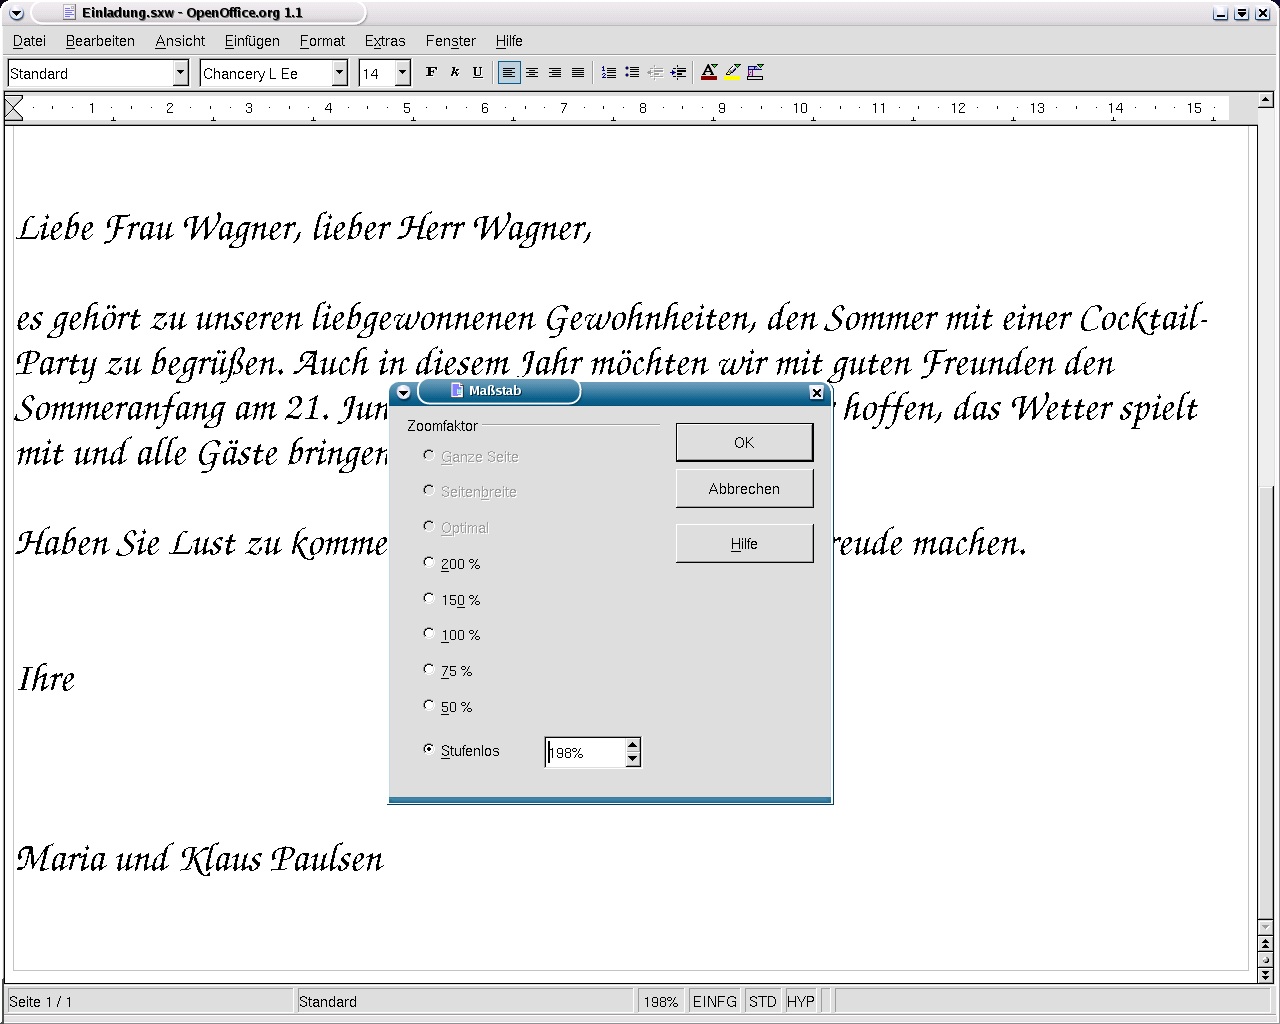 Einladung.sxw - OpenOffice.org 1.1
Datei Bearbeiten Ansicht Einfügen Format Extras Fenster Hilfe
Standard Chancery L Ee 14 F k U
1 2 3 4 5 6 7 8 9 10 11 12 13 14 15
Liebe Frau Wagner, lieber Herr Wagner,
es gehört zu unseren liebgewonnenen Gewohnheiten, den Sommer mit einer Cocktail-
Party zu begrüßen. Auch in diesem Jahr möchten wir mit guten Freunden den
Sommeranfang am 21. Jun hoffen, das Wetter spielt
mit und alle Gäste bringen
Haben Sie Lust zu komme reude machen.
Ihre
Maria und Klaus Paulsen
Maßstab
Zoomfaktor
Ganze Seite
Seitenbreite
Optimal
200 %
150 %
100 %
75 %
50 %
Stufenlos 198%
OK
Abbrechen
Hilfe
Seite 1 / 1 Standard 198% EINFG STD HYP